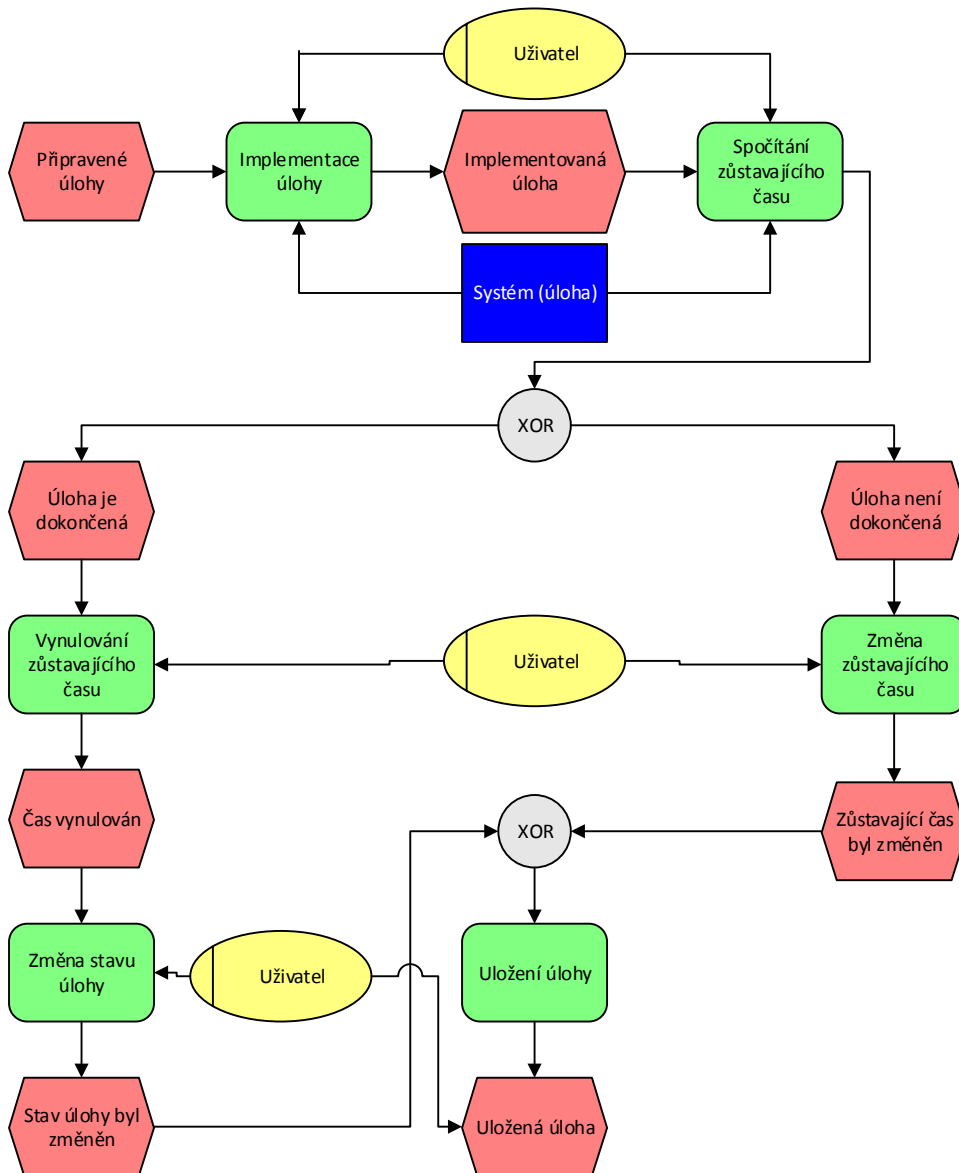 Uživatel
Připravené
úlohy
Implementace
úlohy
Implementovaná
úloha
Spočítání
zůstavajícího
času
Systém (úloha)
XOR
Úloha je
dokončená
Úloha není
dokončená
Vynulování
zůstavajícího
času
Uživatel
Změna
zůstavajícího
času
Čas vynulován
XOR
Zůstavající čas
byl změněn
Změna stavu
úlohy
Uživatel
Uložení úlohy
Stav úlohy byl
změněn
Uložená úloha